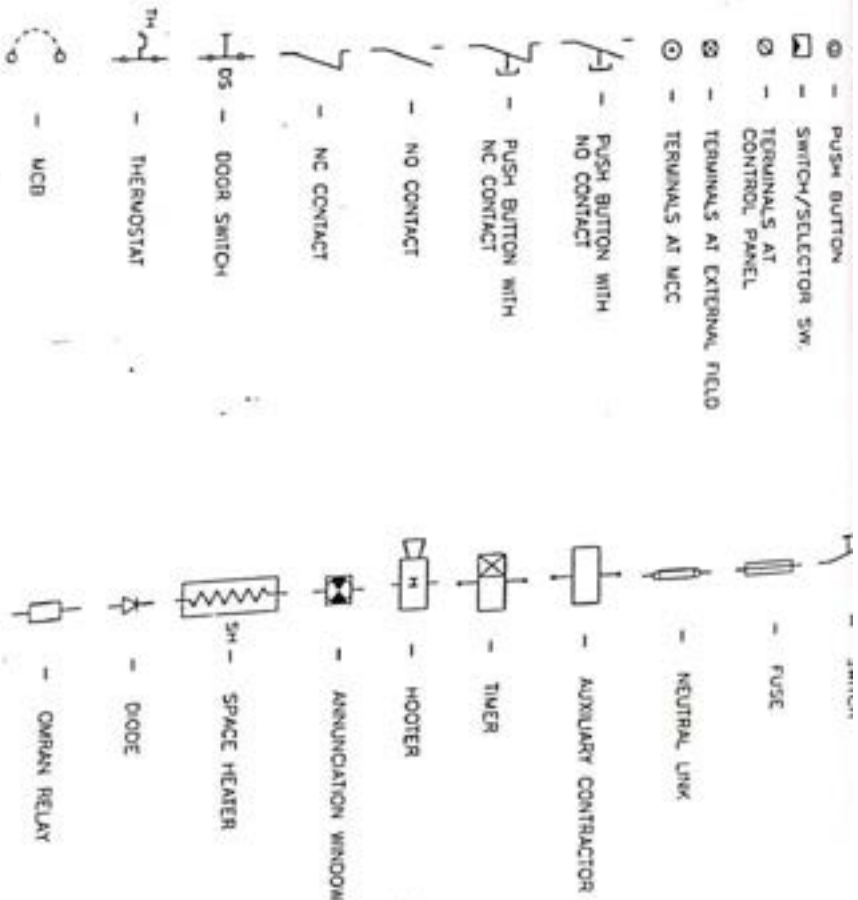 PUSH BUTTON
SWITCH/SELECTOR SW.
TERMINALS AT
CONTROL PANEL
TERMINALS AT EXTERNAL FIELD
TERMINALS AT MCC
PUSH BUTTON WITH
NO CONTACT
PUSH BUTTON WITH
NC CONTACT
NO CONTACT
NC CONTACT
DS - DOOR SWITCH
TH
- THERMOSTAT
- MCB
SWITCH
- FUSE
- NEUTRAL LINK
- AUXILIARY CONTRACTOR
- TIMER
H - HOOTER
- ANNUNCIATION WINDOW
SH - SPACE HEATER
- DIODE
- OMRAN RELAY